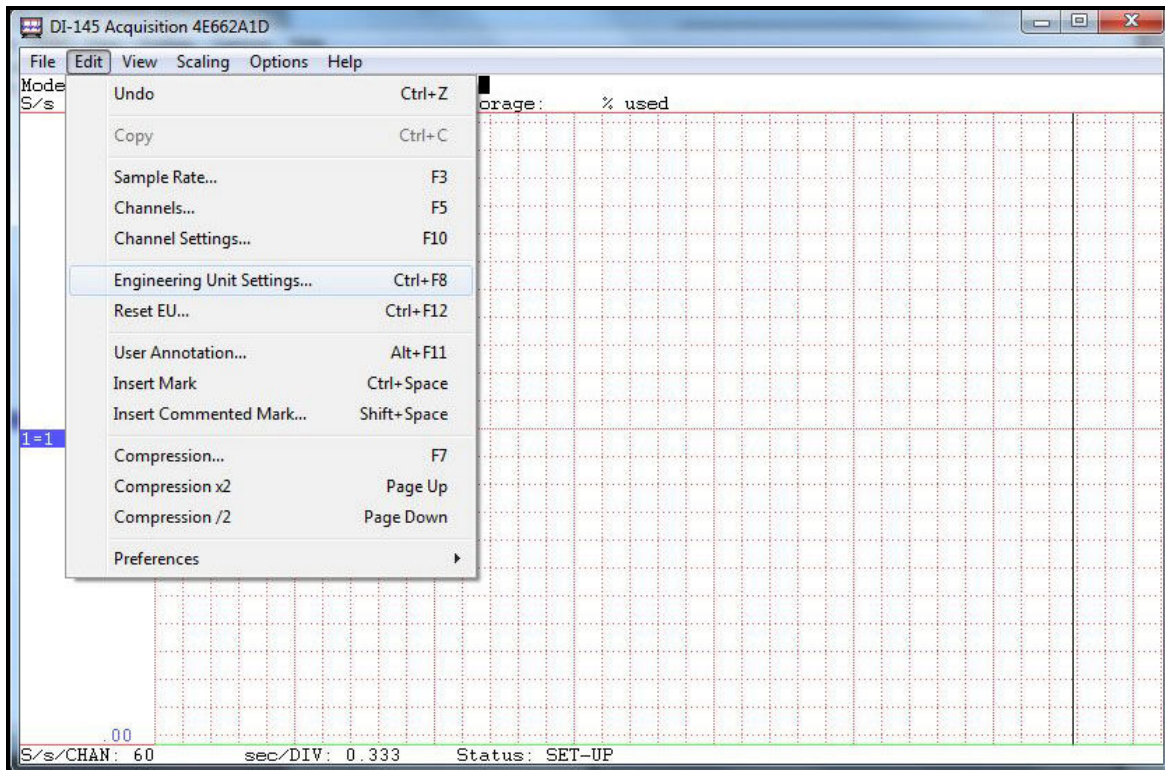 DI-145 Acquisition 4E662A1D
File Edit View Scaling Options Help
Mode
S/s orage: % used
Undo Ctrl+Z
Copy Ctrl+C
Sample Rate... F3
Channels... F5
Channel Settings... F10
Engineering Unit Settings... Ctrl+F8
Reset EU... Ctrl+F12
User Annotation... Alt+F11
Insert Mark Ctrl+Space
Insert Commented Mark... Shift+Space
1=1
Compression... F7
Compression x2 Page Up
Compression /2 Page Down
Preferences
.00
S/s/CHAN: 60 sec/DIV: 0.333 Status: SET-UP